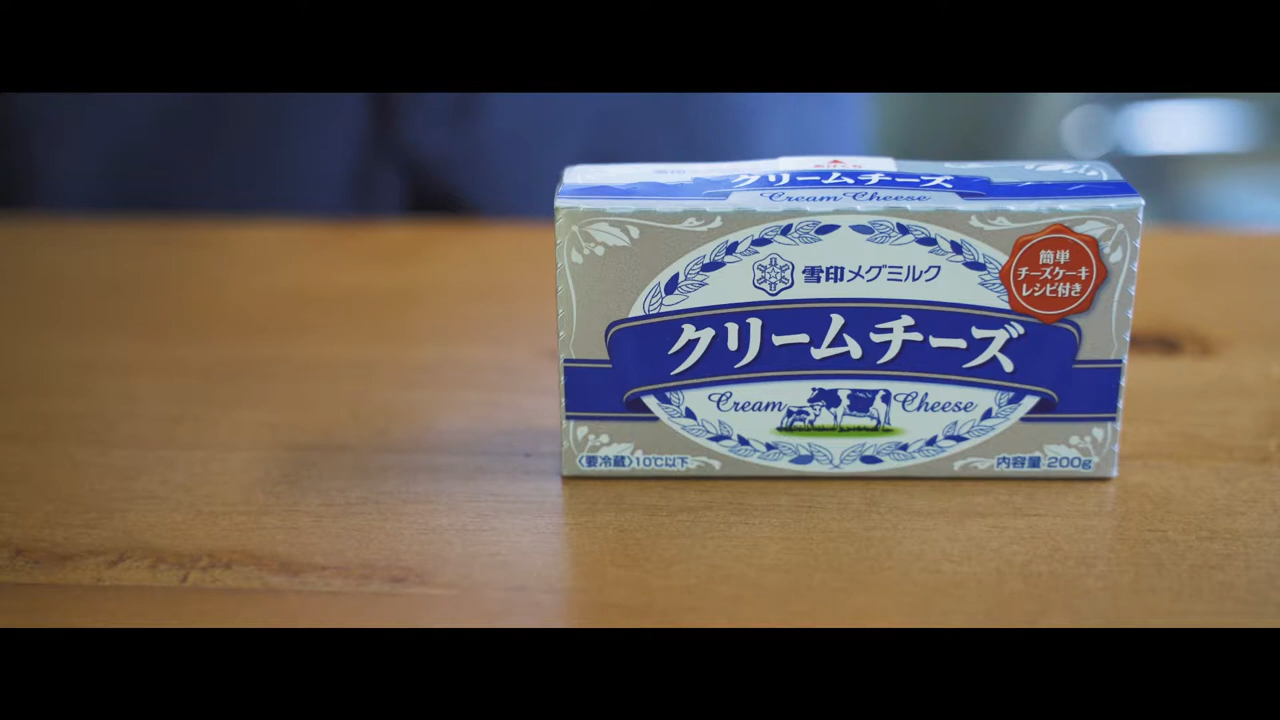 クリームチーズ
Cream Cheese
雪印メグミルク
簡単
チーズケーキ
レシピ付き
クリームチーズ
Cream Cheese
〈要冷蔵〉10℃以下
内容量 200g